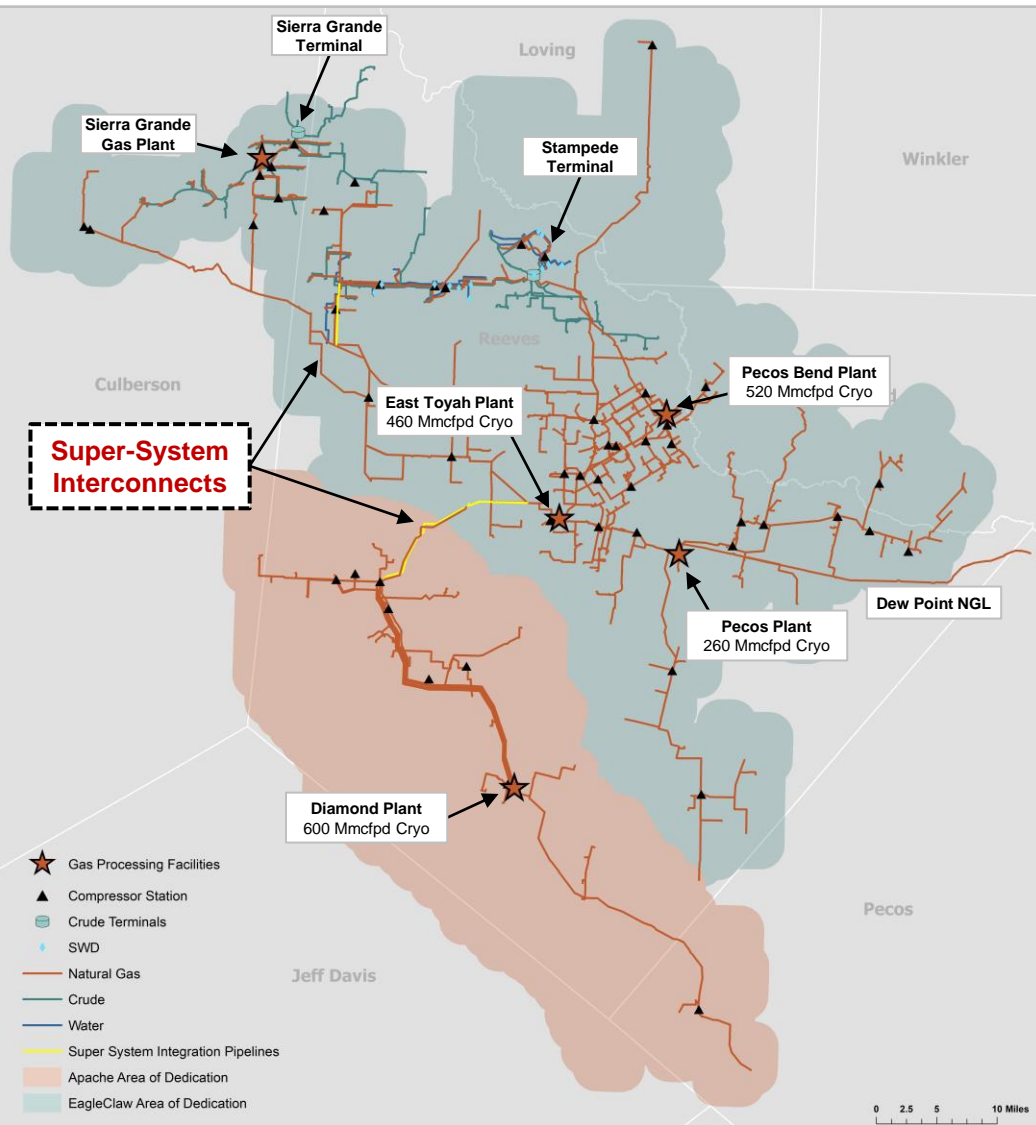 Sierra Grande
Terminal
Loving
Sierra Grande
Gas Plant
Stampede
Terminal
Winkler
Reeves
Culberson
Pecos Bend Plant
520 Mmcfpd Cryo
East Toyah Plant
460 Mmcfpd Cryo
Super-System
Interconnects
Dew Point NGL
Pecos Plant
260 Mmcfpd Cryo
Diamond Plant
600 Mmcfpd Cryo
Gas Processing Facilities
Compressor Station
Crude Terminals
SWD
Natural Gas
Crude
Water
Super System Integration Pipelines
Apache Area of Dedication
EagleClaw Area of Dedication
Pecos
Jeff Davis
0 2.5 5 10 Miles